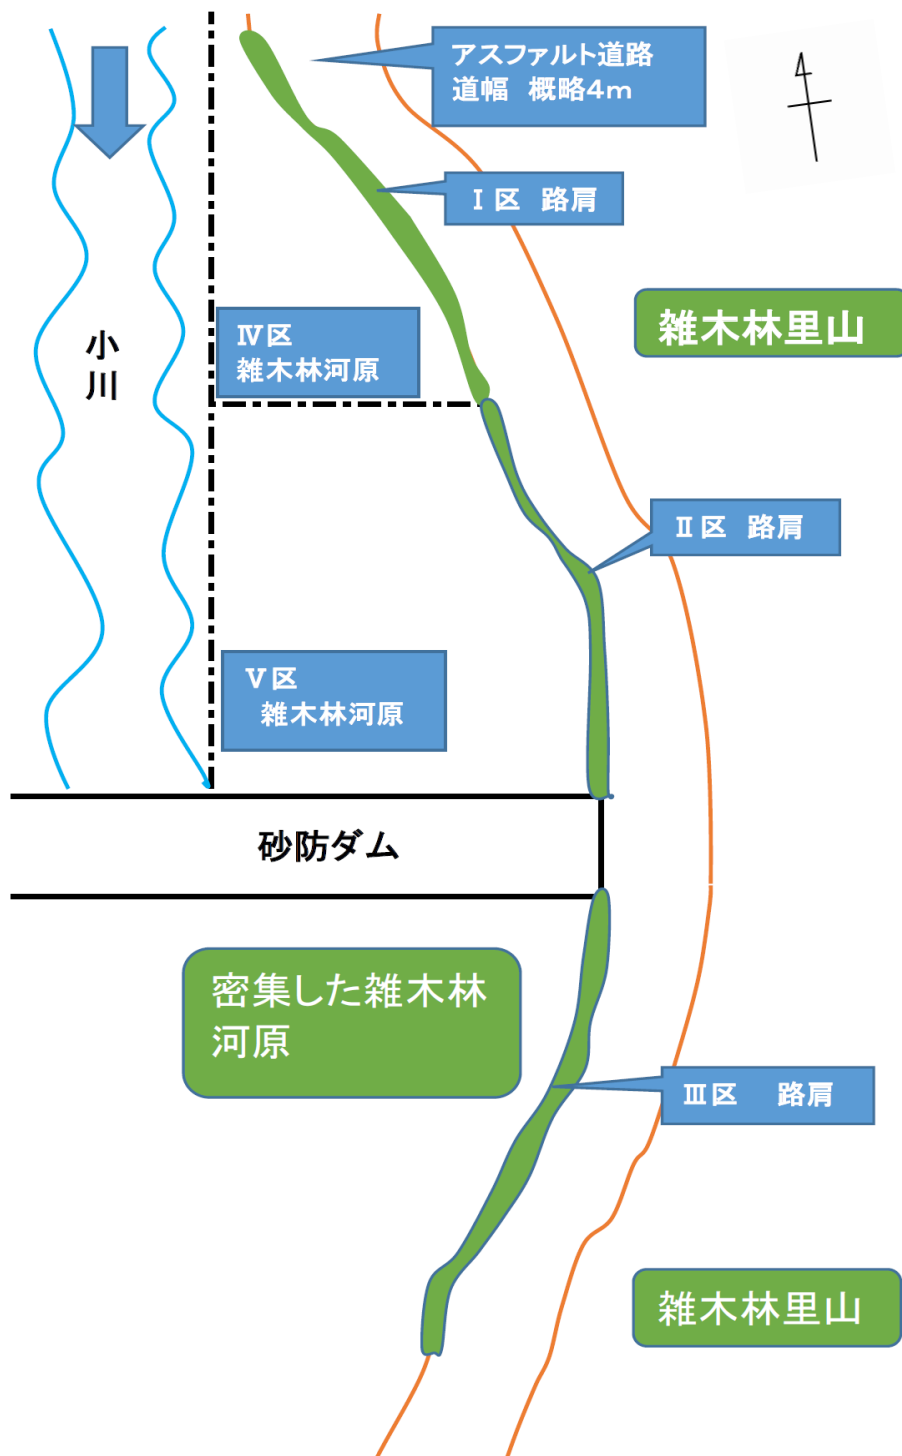 アスファルト道路
道幅 概略4m
Ⅰ区 路肩
雑木林里山
Ⅳ区
雑木林河原
小川
Ⅱ区 路肩
Ⅴ区
雑木林河原
砂防ダム
密集した雑木林
河原
Ⅲ区 路肩
雑木林里山